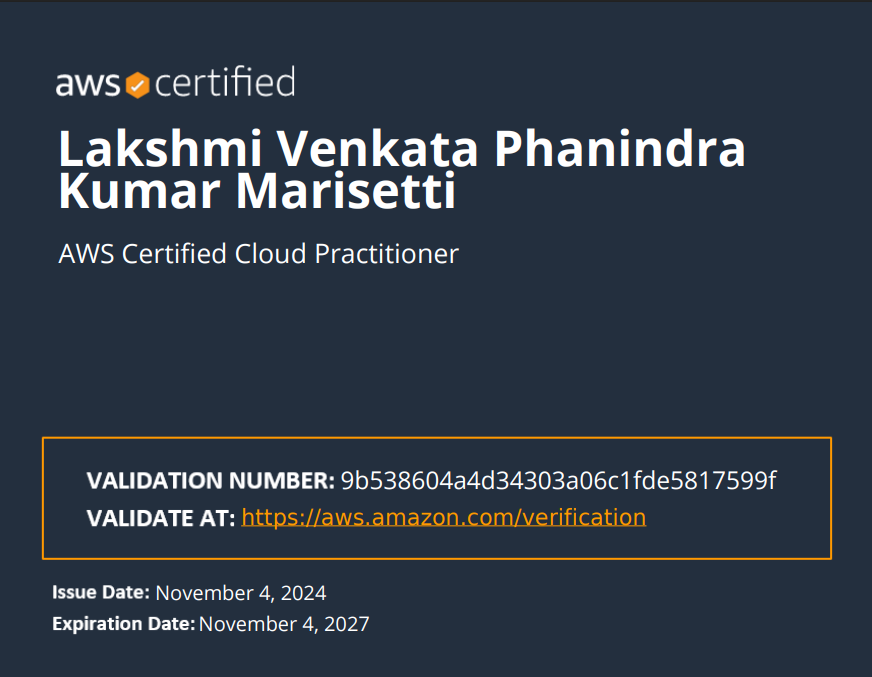 aws certified
Lakshmi Venkata Phanindra
Kumar Marisetti
AWS Certified Cloud Practitioner
VALIDATION NUMBER: 9b538604a4d34303a06c1fde5817599f
VALIDATE AT: https://aws.amazon.com/verification
Issue Date: November 4, 2024
Expiration Date: November 4, 2027